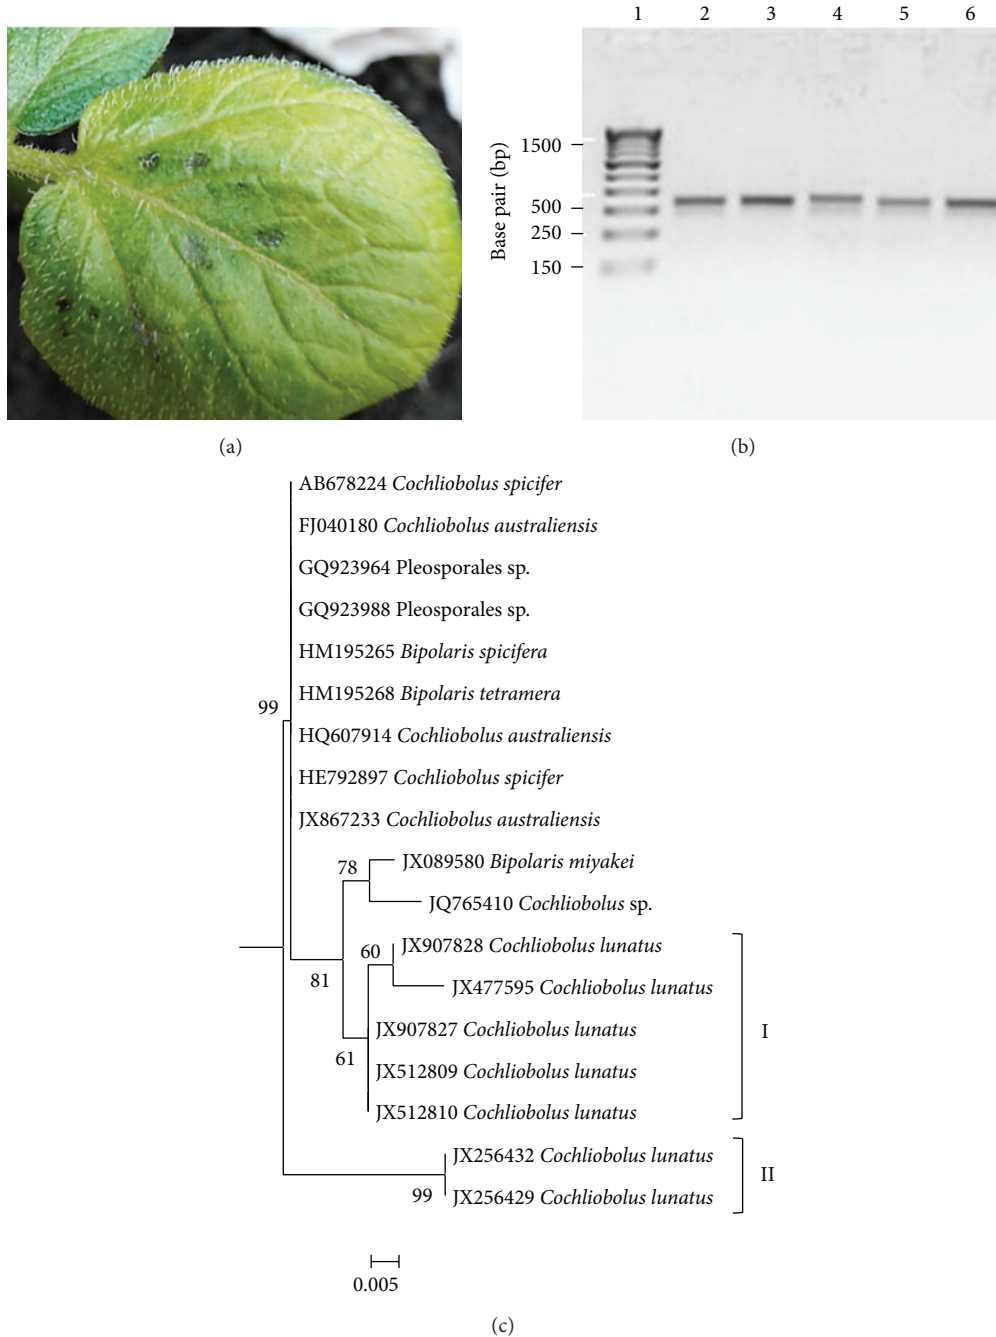 1 2 3 4 5 6
Base pair (bp)
1500
500
250
150
(a)
(b)
AB678224 Cochliobolus spicifer
FJ040180 Cochliobolus australiensis
GQ923964 Pleosporales sp.
GQ923988 Pleosporales sp.
HM195265 Bipolaris spicifera
HM195268 Bipolaris tetramera
99
HQ607914 Cochliobolus australiensis
HE792897 Cochliobolus spicifer
JX867233 Cochliobolus australiensis
78
JX089580 Bipolaris miyakei
JQ765410 Cochliobolus sp.
60
JX907828 Cochliobolus lunatus
81
JX477595 Cochliobolus lunatus
JX907827 Cochliobolus lunatus
I
61
JX512809 Cochliobolus lunatus
JX512810 Cochliobolus lunatus
JX256432 Cochliobolus lunatus
II
99
JX256429 Cochliobolus lunatus
0.005
(c)